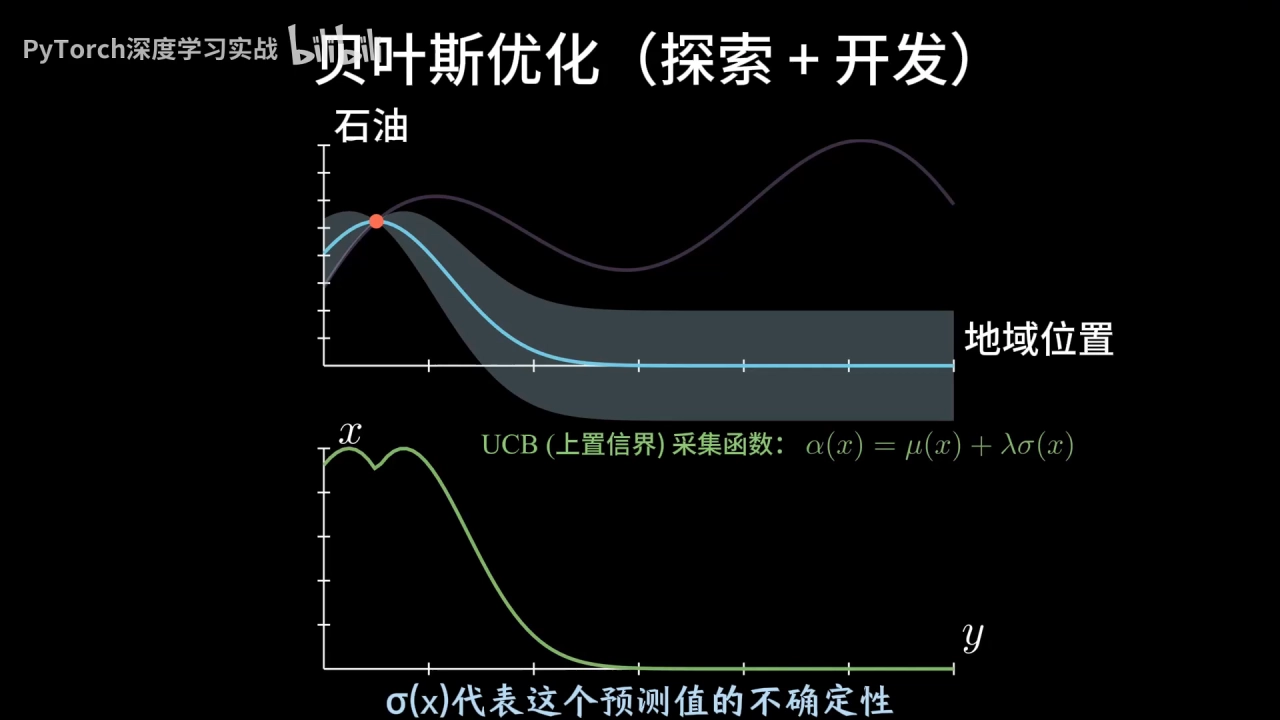 PyTorch深度学习实战 bilibili
贝叶斯优化（探索 + 开发）
石油
地域位置
x
UCB (上置信界) 采集函数： α(x) = μ(x) + λσ(x)
y
σ(x)代表这个预测值的不确定性